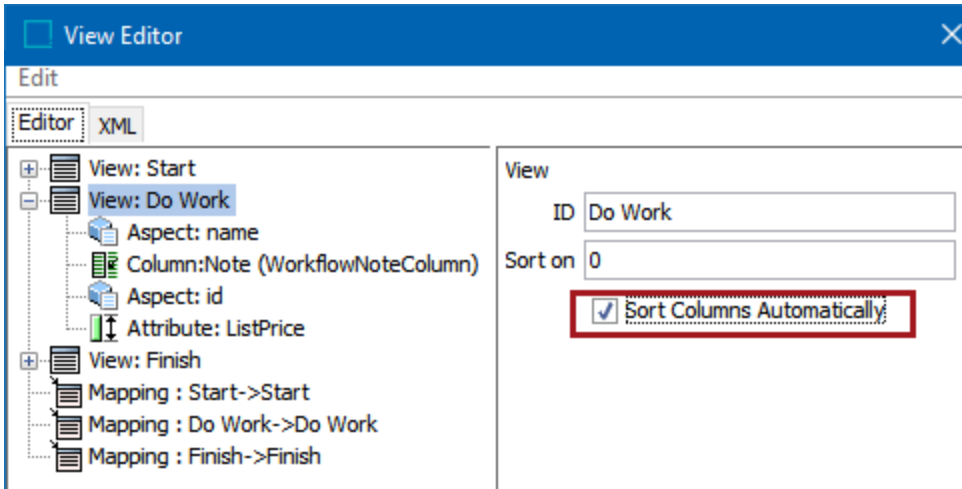 View Editor
Edit
Editor XML
View: Start
View: Do Work
Aspect: name
Column:Note (WorkflowNoteColumn)
Aspect: id
Attribute: ListPrice
View: Finish
Mapping : Start->Start
Mapping : Do Work->Do Work
Mapping : Finish->Finish
View
ID Do Work
Sort on 0
Sort Columns Automatically